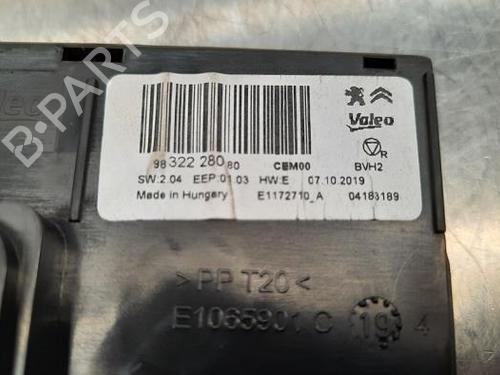 B-PARTS
Valeo
Valeo
R
98 322 280 80 CEM00 BVH2
SW:2.04 EEP:01.03 HW:E 07.10.2019
Made in Hungary E1172710_A 04183189
>PP T20<
E1065901 C 19 4